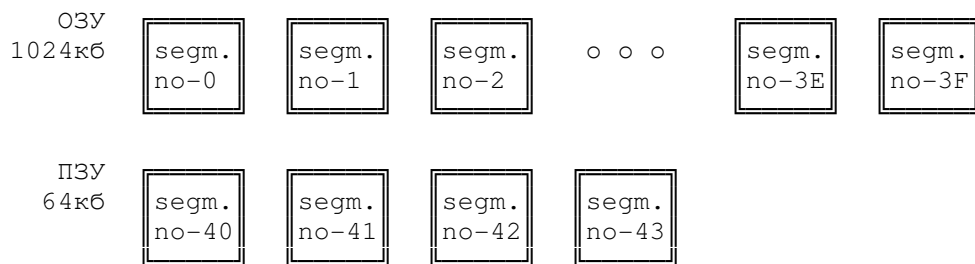 ОЗУ
1024кб segm. segm. segm. o o o segm. segm.
no-0 no-1 no-2 no-3E no-3F
ПЗУ
64кб segm. segm. segm. segm.
no-40 no-41 no-42 no-43